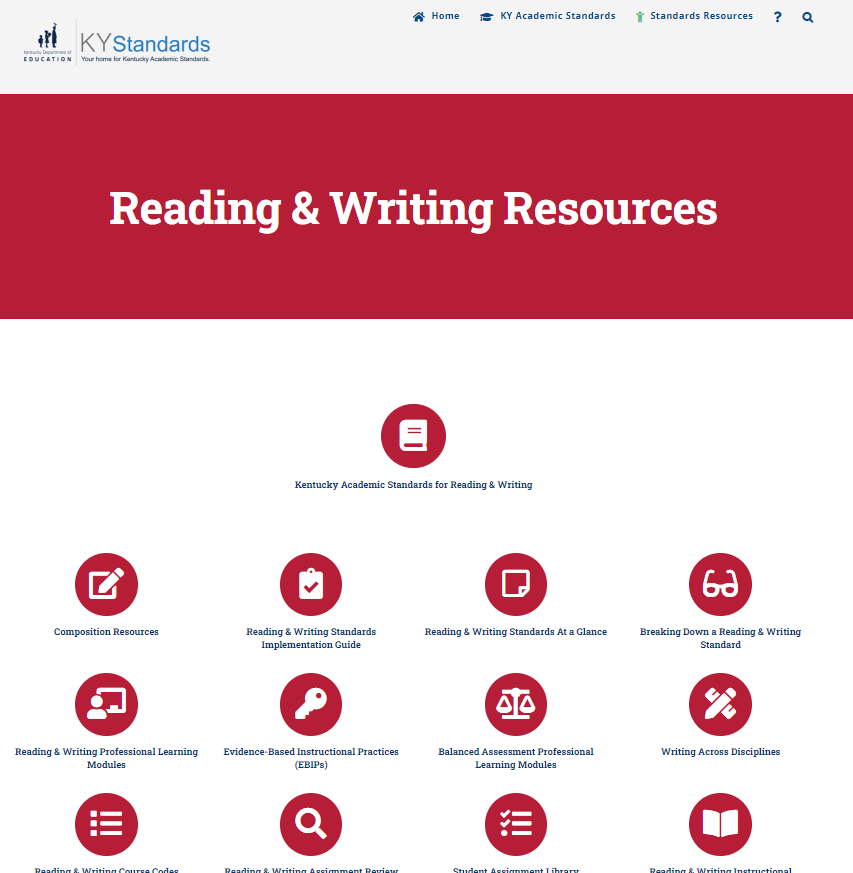 Home KY Academic Standards Standards Resources ?
KYStandards
Kentucky Department of
EDUCATION
Your home for Kentucky Academic Standards.
Reading & Writing Resources
Kentucky Academic Standards for Reading & Writing
Composition Resources
Reading & Writing Standards
Implementation Guide
Reading & Writing Standards At a Glance
Breaking Down a Reading & Writing
Standard
Reading & Writing Professional Learning
Modules
Evidence-Based Instructional Practices
(EBIPs)
Balanced Assessment Professional
Learning Modules
Writing Across Disciplines
Reading & Writing Course Codes
Reading & Writing Assignment Review
Student Assignment Library
Reading & Writing Instructional